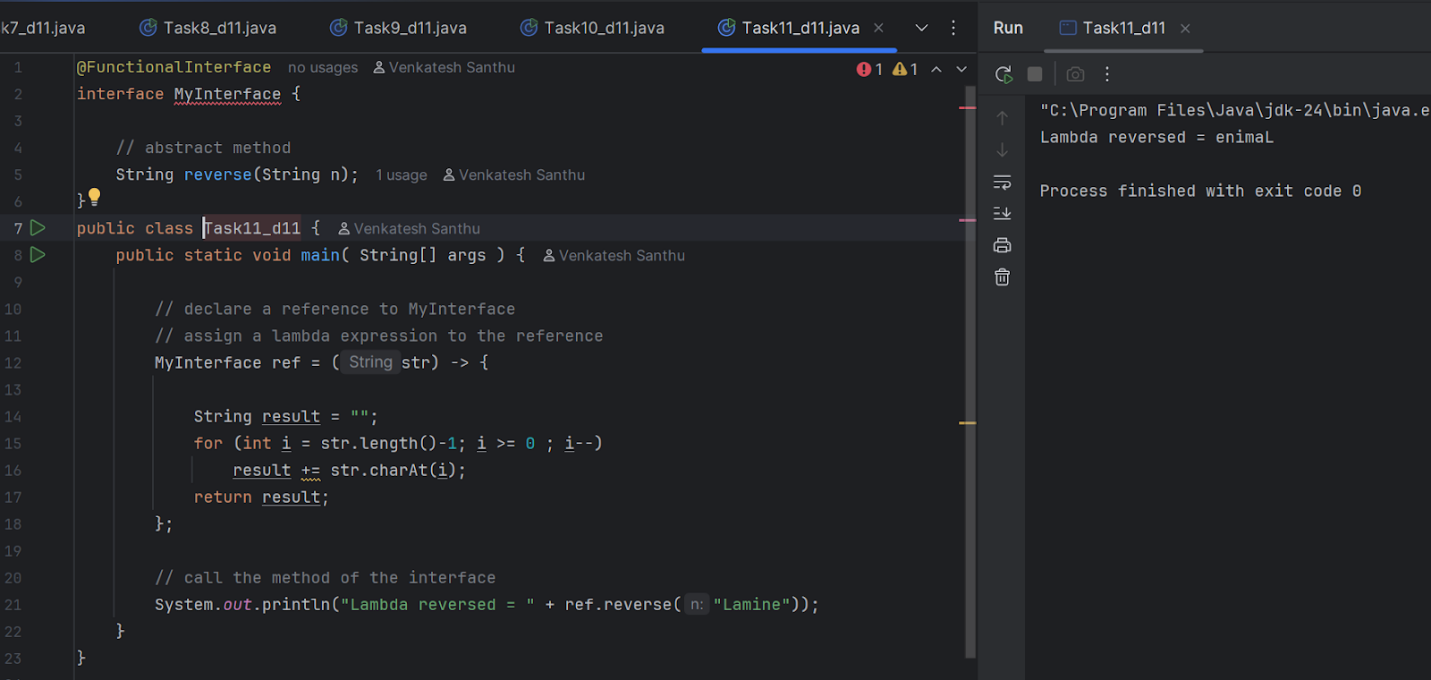 k7_d11.java Task8_d11.java Task9_d11.java Task10_d11.java Task11_d11.java
1 @FunctionalInterface no usages Venkatesh Santhu
1 1
2 interface MyInterface {
3
4 // abstract method
5 String reverse(String n); 1 usage Venkatesh Santhu
6 }
7 public class Task11_d11 { Venkatesh Santhu
8 public static void main( String[] args ) { Venkatesh Santhu
9
10 // declare a reference to MyInterface
11 // assign a lambda expression to the reference
12 MyInterface ref = ( String str) -> {
13
14 String result = "";
15 for (int i = str.length()-1; i >= 0 ; i--)
16 result += str.charAt(i);
17 return result;
18 };
19
20 // call the method of the interface
21 System.out.println("Lambda reversed = " + ref.reverse( n: "Lamine"));
22 }
23 }
Run Task11_d11
"C:\Program Files\Java\jdk-24\bin\java.e
Lambda reversed = enimaL
Process finished with exit code 0